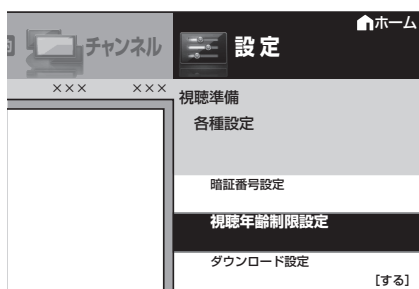 ホーム
チャンネル
設定
××× ×××
視聴準備
各種設定
暗証番号設定
視聴年齢制限設定
ダウンロード設定
[する]